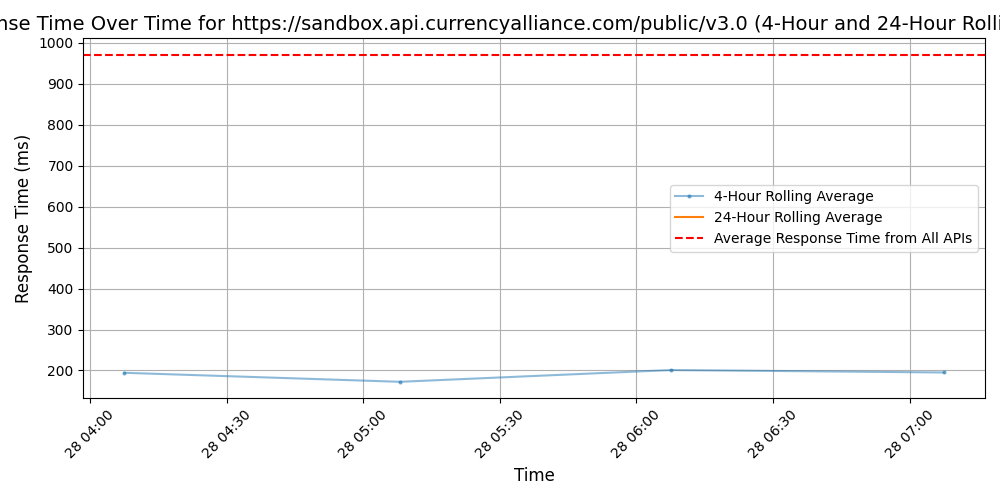 nse Time Over Time for https://sandbox.api.currencyalliance.com/public/v3.0 (4-Hour and 24-Hour Rolli
1000
900
800
700
600
500
400
300
200
Response Time (ms)
4-Hour Rolling Average
24-Hour Rolling Average
Average Response Time from All APIs
28 04:00
28 04:30
28 05:00
28 05:30
28 06:00
28 06:30
28 07:00
Time